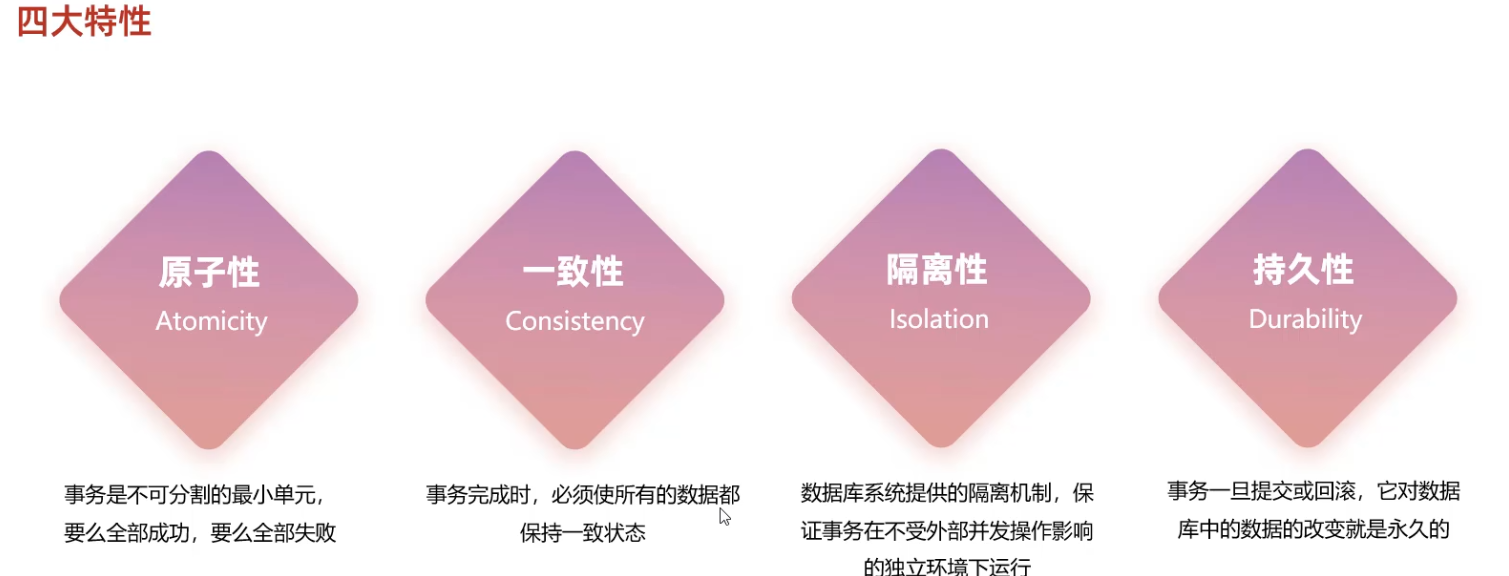 四大特性
原子性
Atomicity
事务是不可分割的最小单元，
要么全部成功，要么全部失败
一致性
Consistency
事务完成时，必须使所有的数据都
保持一致状态
隔离性
Isolation
数据库系统提供的隔离机制，保
证事务在不受外部并发操作影响
的独立环境下运行
持久性
Durability
事务一旦提交或回滚，它对数据
库中的数据的改变就是永久的